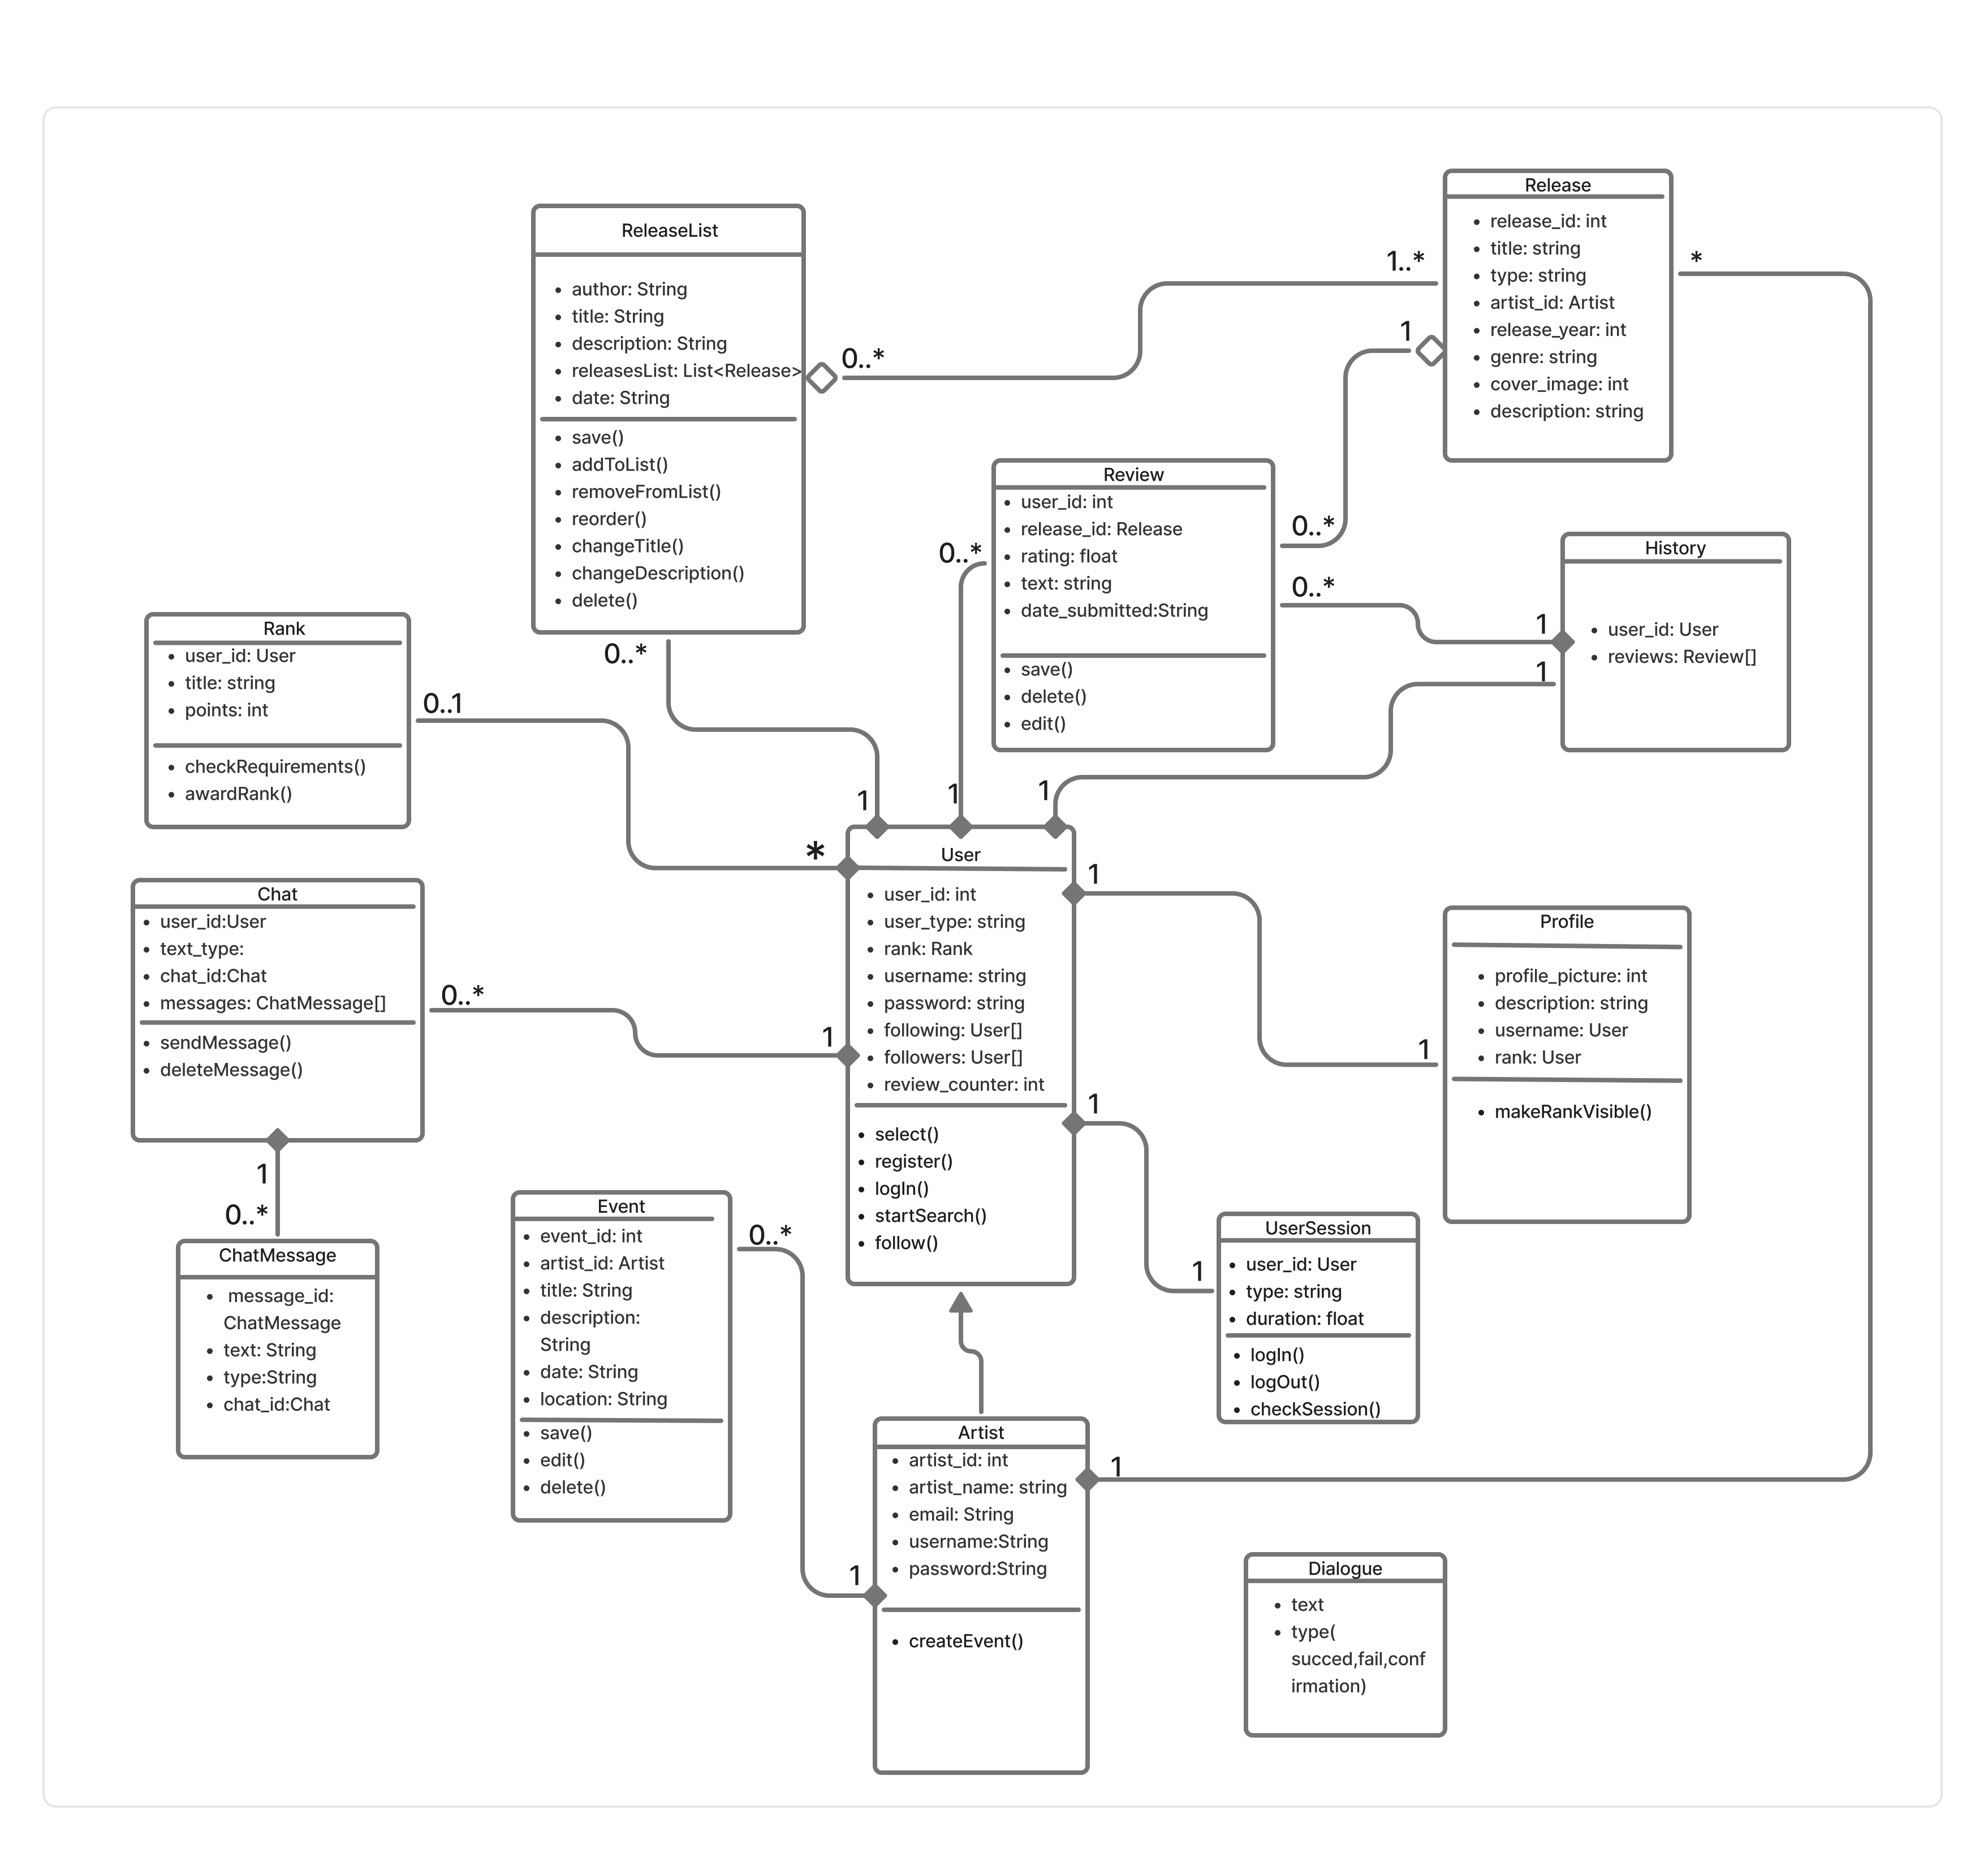 Release
release_id: int
title: string
type: string
artist_id: Artist
release_year: int
genre: string
cover_image: int
description: string
*
1..*
1
ReleaseList
author: String
title: String
description: String
releasesList: List<Release>
date: String
save()
addToList()
removeFromList()
reorder()
changeTitle()
changeDescription()
delete()
0..*
0..*
Review
user_id: int
release_id: Release
rating: float
text: string
date_submitted:String
save()
delete()
edit()
0..*
0..*
0..*
History
user_id: User
reviews: Review[]
1
1
Rank
user_id: User
title: string
points: int
checkRequirements()
awardRank()
0..1
1
1
1
*
User
user_id: int
user_type: string
rank: Rank
username: string
password: string
following: User[]
followers: User[]
review_counter: int
select()
register()
logIn()
startSearch()
follow()
1
1
1
Chat
user_id:User
text_type:
chat_id:Chat
messages: ChatMessage[]
sendMessage()
deleteMessage()
0..*
1
0..*
ChatMessage
message_id:
ChatMessage
text: String
type:String
chat_id:Chat
Profile
profile_picture: int
description: string
username: User
rank: User
makeRankVisible()
1
Event
event_id: int
artist_id: Artist
title: String
description:
String
date: String
location: String
save()
edit()
delete()
0..*
UserSession
user_id: User
type: string
duration: float
logIn()
logOut()
checkSession()
1
Artist
artist_id: int
artist_name: string
email: String
username:String
password:String
createEvent()
1
1
Dialogue
text
type(
succed,fail,conf
irmation)